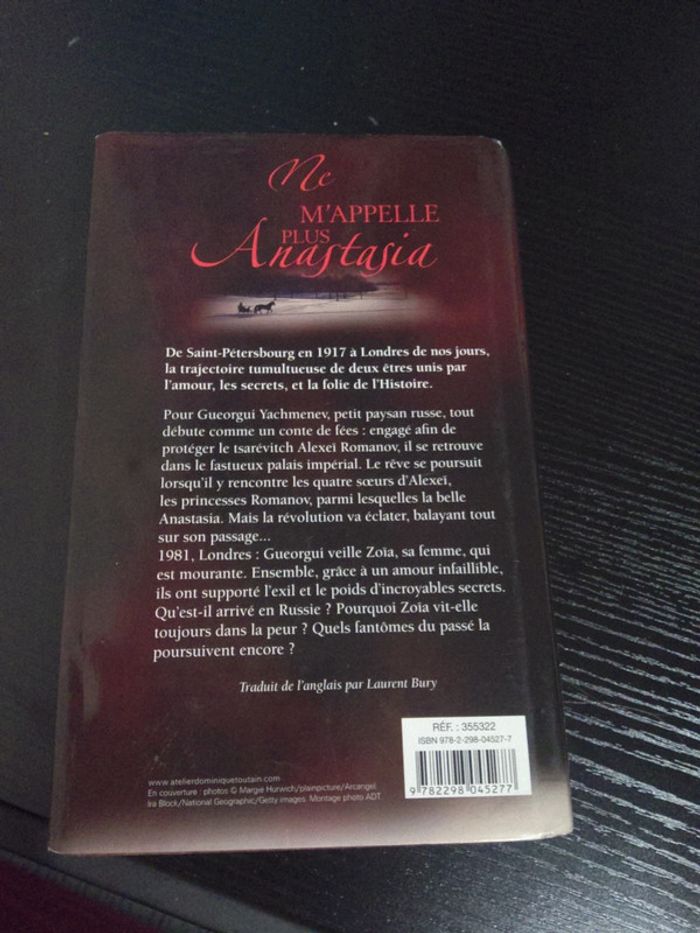 Ne
M'APPELLE
PLUS
Anastasia
De Saint-Pétersbourg en 1917 à Londres de nos jours,
la trajectoire tumultueuse de deux êtres unis par
l'amour, les secrets, et la folie de l'Histoire.
Pour Gueorgui Yachmenev, petit paysan russe, tout
débute comme un conte de fées : engagé afin de
protéger le tsarévitch Alexeï Romanov, il se retrouve
dans le fastueux palais impérial. Le rêve se poursuit
lorsqu'il y rencontre les quatre sœurs d'Alexeï,
les princesses Romanov, parmi lesquelles la belle
Anastasia. Mais la révolution va éclater, balayant tout
sur son passage...
1981, Londres : Gueorgui veille Zoïa, sa femme, qui
est mourante. Ensemble, grâce à un amour infaillible,
ils ont supporté l'exil et le poids d'incroyables secrets.
Qu'est-il arrivé en Russie ? Pourquoi Zoïa vit-elle
toujours dans la peur ? Quels fantômes du passé la
poursuivent encore ?
Traduit de l'anglais par Laurent Bury
RÉF. : 355322
ISBN 978-2-298-04527-7
9 782298 045277
www.atelierdominiquetoutain.com
En couverture : photos © Margie Hurwich/plainpicture/Arcangel
Ira Block/National Geographic/Getty images. Montage photo ADT.